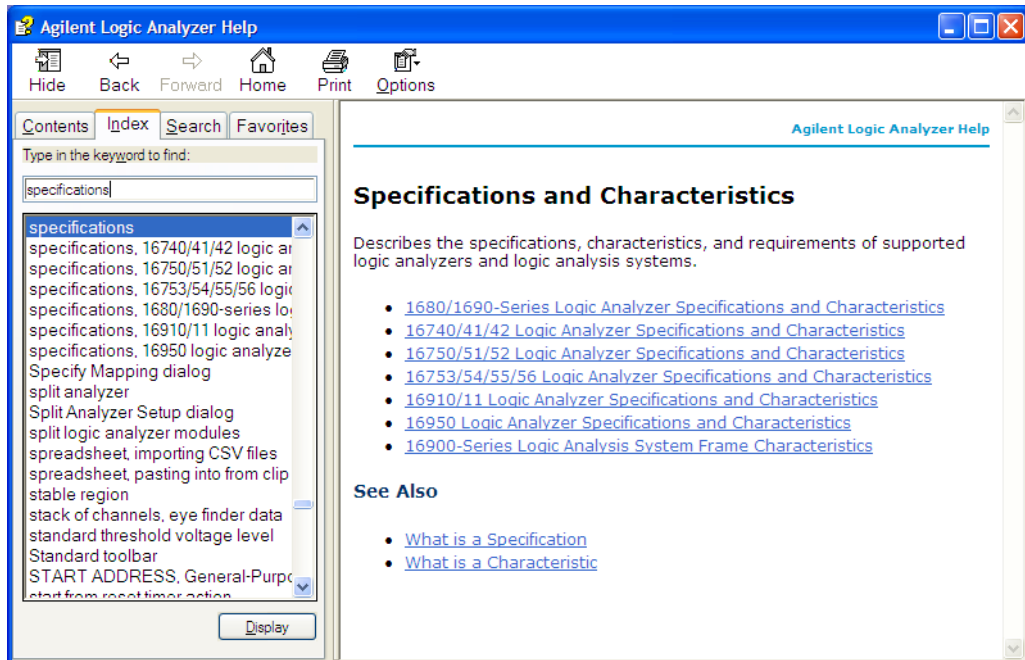 Agilent Logic Analyzer Help
Hide Back Forward Home Print Options
Contents Index Search Favorites
Type in the keyword to find:
specifications
specifications
specifications, 16740/41/42 logic ar
specifications, 16750/51/52 logic ar
specifications, 16753/54/55/56 logic
specifications, 1680/1690-series log
specifications, 16910/11 logic analy
specifications, 16950 logic analyze
Specify Mapping dialog
split analyzer
Split Analyzer Setup dialog
split logic analyzer modules
spreadsheet, importing CSV files
spreadsheet, pasting into from clip
stable region
stack of channels, eye finder data
standard threshold voltage level
Standard toolbar
START ADDRESS, General-Purpo
start from reset timer action
Display
Agilent Logic Analyzer Help
Specifications and Characteristics
Describes the specifications, characteristics, and requirements of supported
logic analyzers and logic analysis systems.
• 1680/1690-Series Logic Analyzer Specifications and Characteristics
• 16740/41/42 Logic Analyzer Specifications and Characteristics
• 16750/51/52 Logic Analyzer Specifications and Characteristics
• 16753/54/55/56 Logic Analyzer Specifications and Characteristics
• 16910/11 Logic Analyzer Specifications and Characteristics
• 16950 Logic Analyzer Specifications and Characteristics
• 16900-Series Logic Analysis System Frame Characteristics
See Also
• What is a Specification
• What is a Characteristic